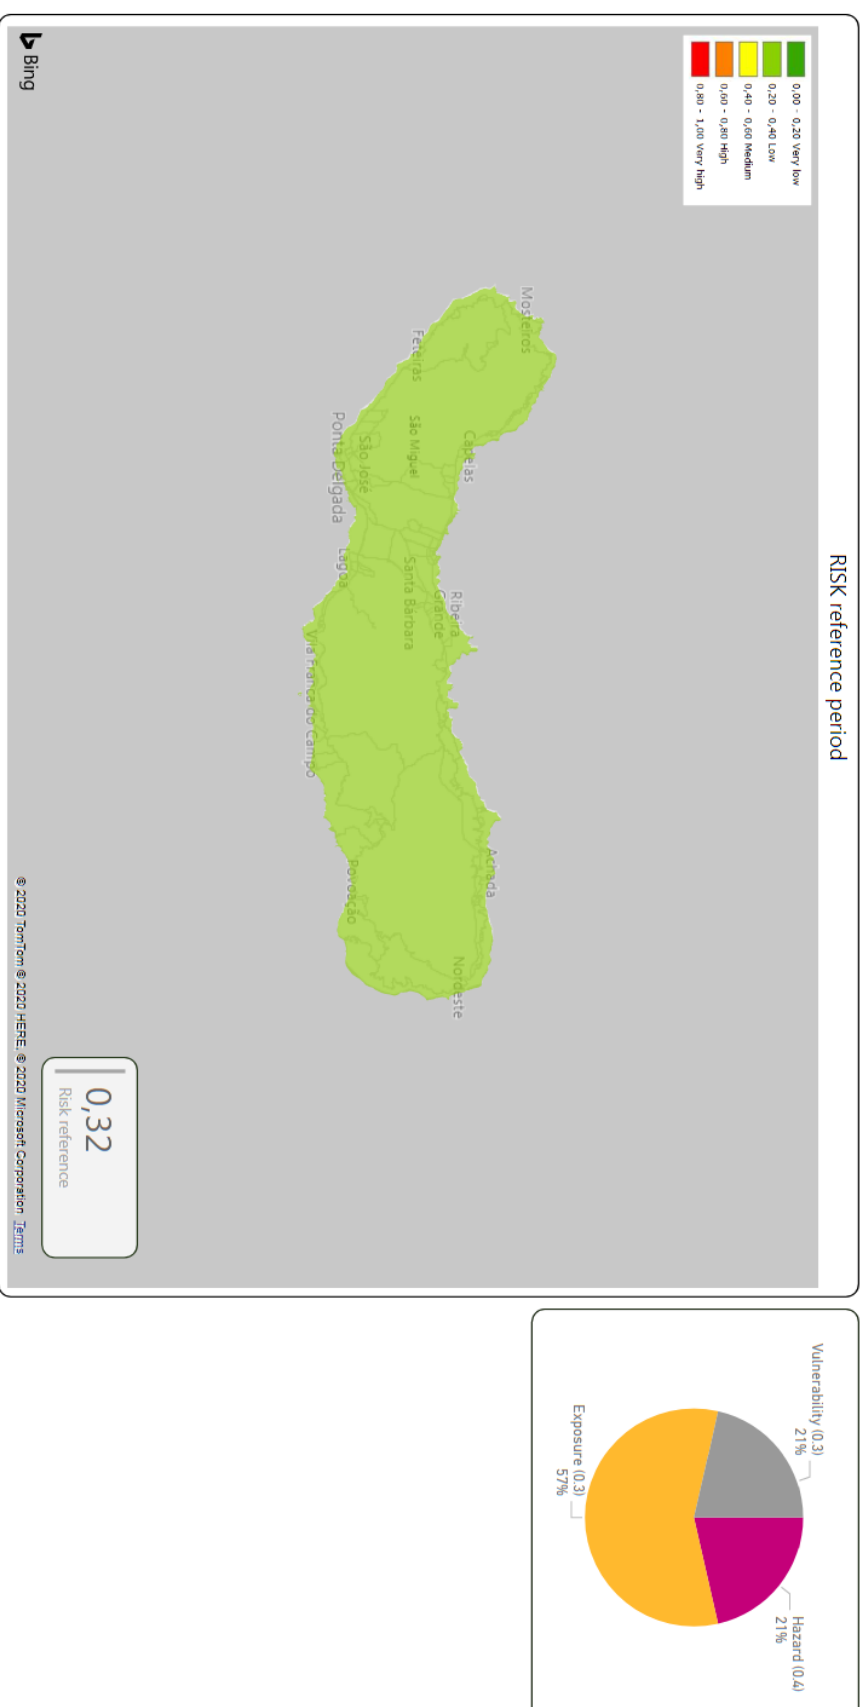 RISK reference period
0,00 - 0,20 Very low
0,20 - 0,40 Low
0,40 - 0,60 Medium
0,60 - 0,80 High
0,80 - 1,00 Very high
Mosteiros
Feteiras
Capelas
São Miguel
São José
Ponta Delgada
Lagoa
Santa Bárbara
Ribeira
Grande
Vila Franca do Campo
Achada
Povoação
Nordeste
0,32
Risk reference
Bing
© 2020 TomTom © 2020 HERE, © 2020 Microsoft Corporation Terms
Vulnerability (0.3)
21%
Hazard (0.4)
21%
Exposure (0.3)
57%